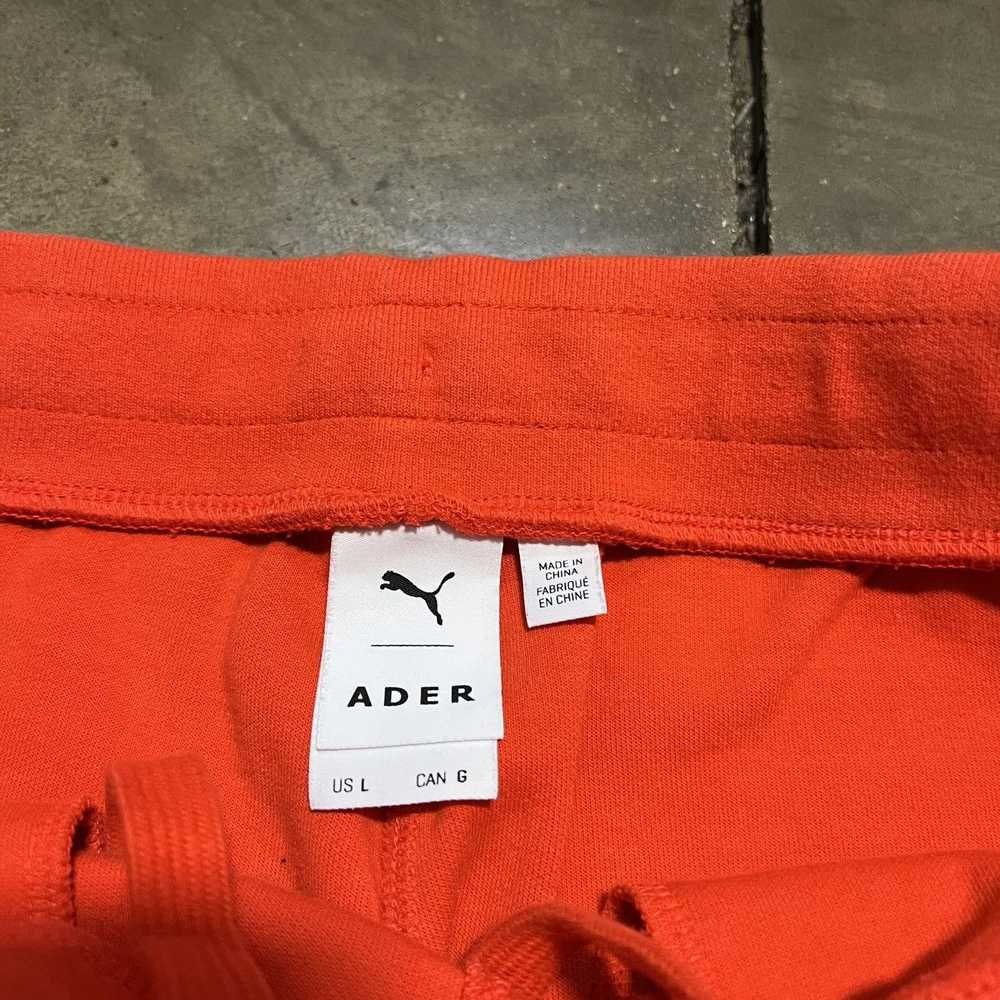 ADER
US L CAN G
MADE IN
CHINA
FABRIQUÉ
EN CHINE